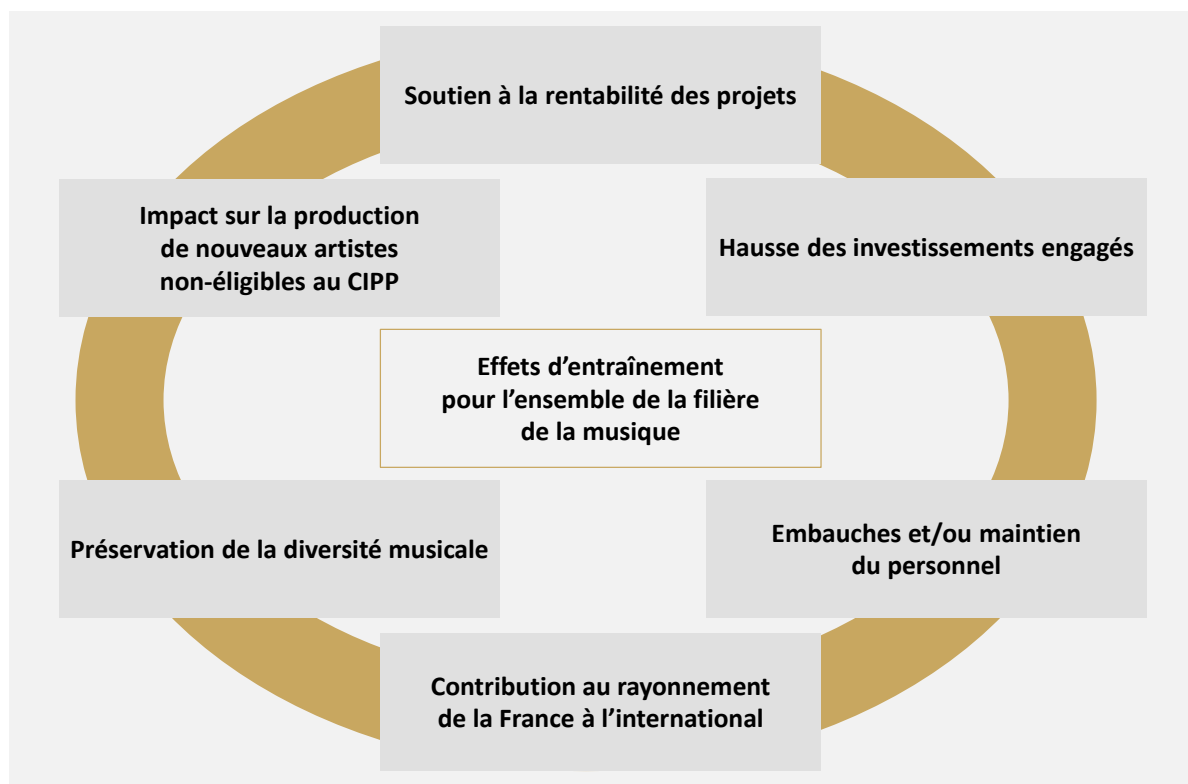 Soutien à la rentabilité des projets
Impact sur la production
de nouveaux artistes
non-éligibles au CIPP
Hausse des investissements engagés
Effets d’entraînement
pour l’ensemble de la filière
de la musique
Préservation de la diversité musicale
Embauches et/ou maintien
du personnel
Contribution au rayonnement
de la France à l’international